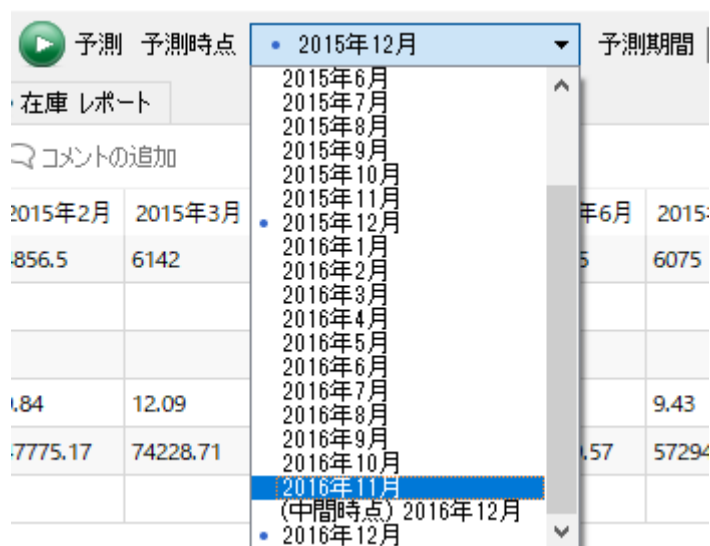 予測 予測時点 • 2015年12月 予測期間
在庫 レポート
コメントの追加
2015年2月 2015年3月 年6月 2015
856.5 6142 6075
.84 12.09 9.43
7775.17 74228.71 .57 57294
2015年6月
2015年7月
2015年8月
2015年9月
2015年10月
2015年11月
• 2015年12月
2016年1月
2016年2月
2016年3月
2016年4月
2016年5月
2016年6月
2016年7月
2016年8月
2016年9月
2016年10月
2016年11月
(中間時点) 2016年12月
• 2016年12月